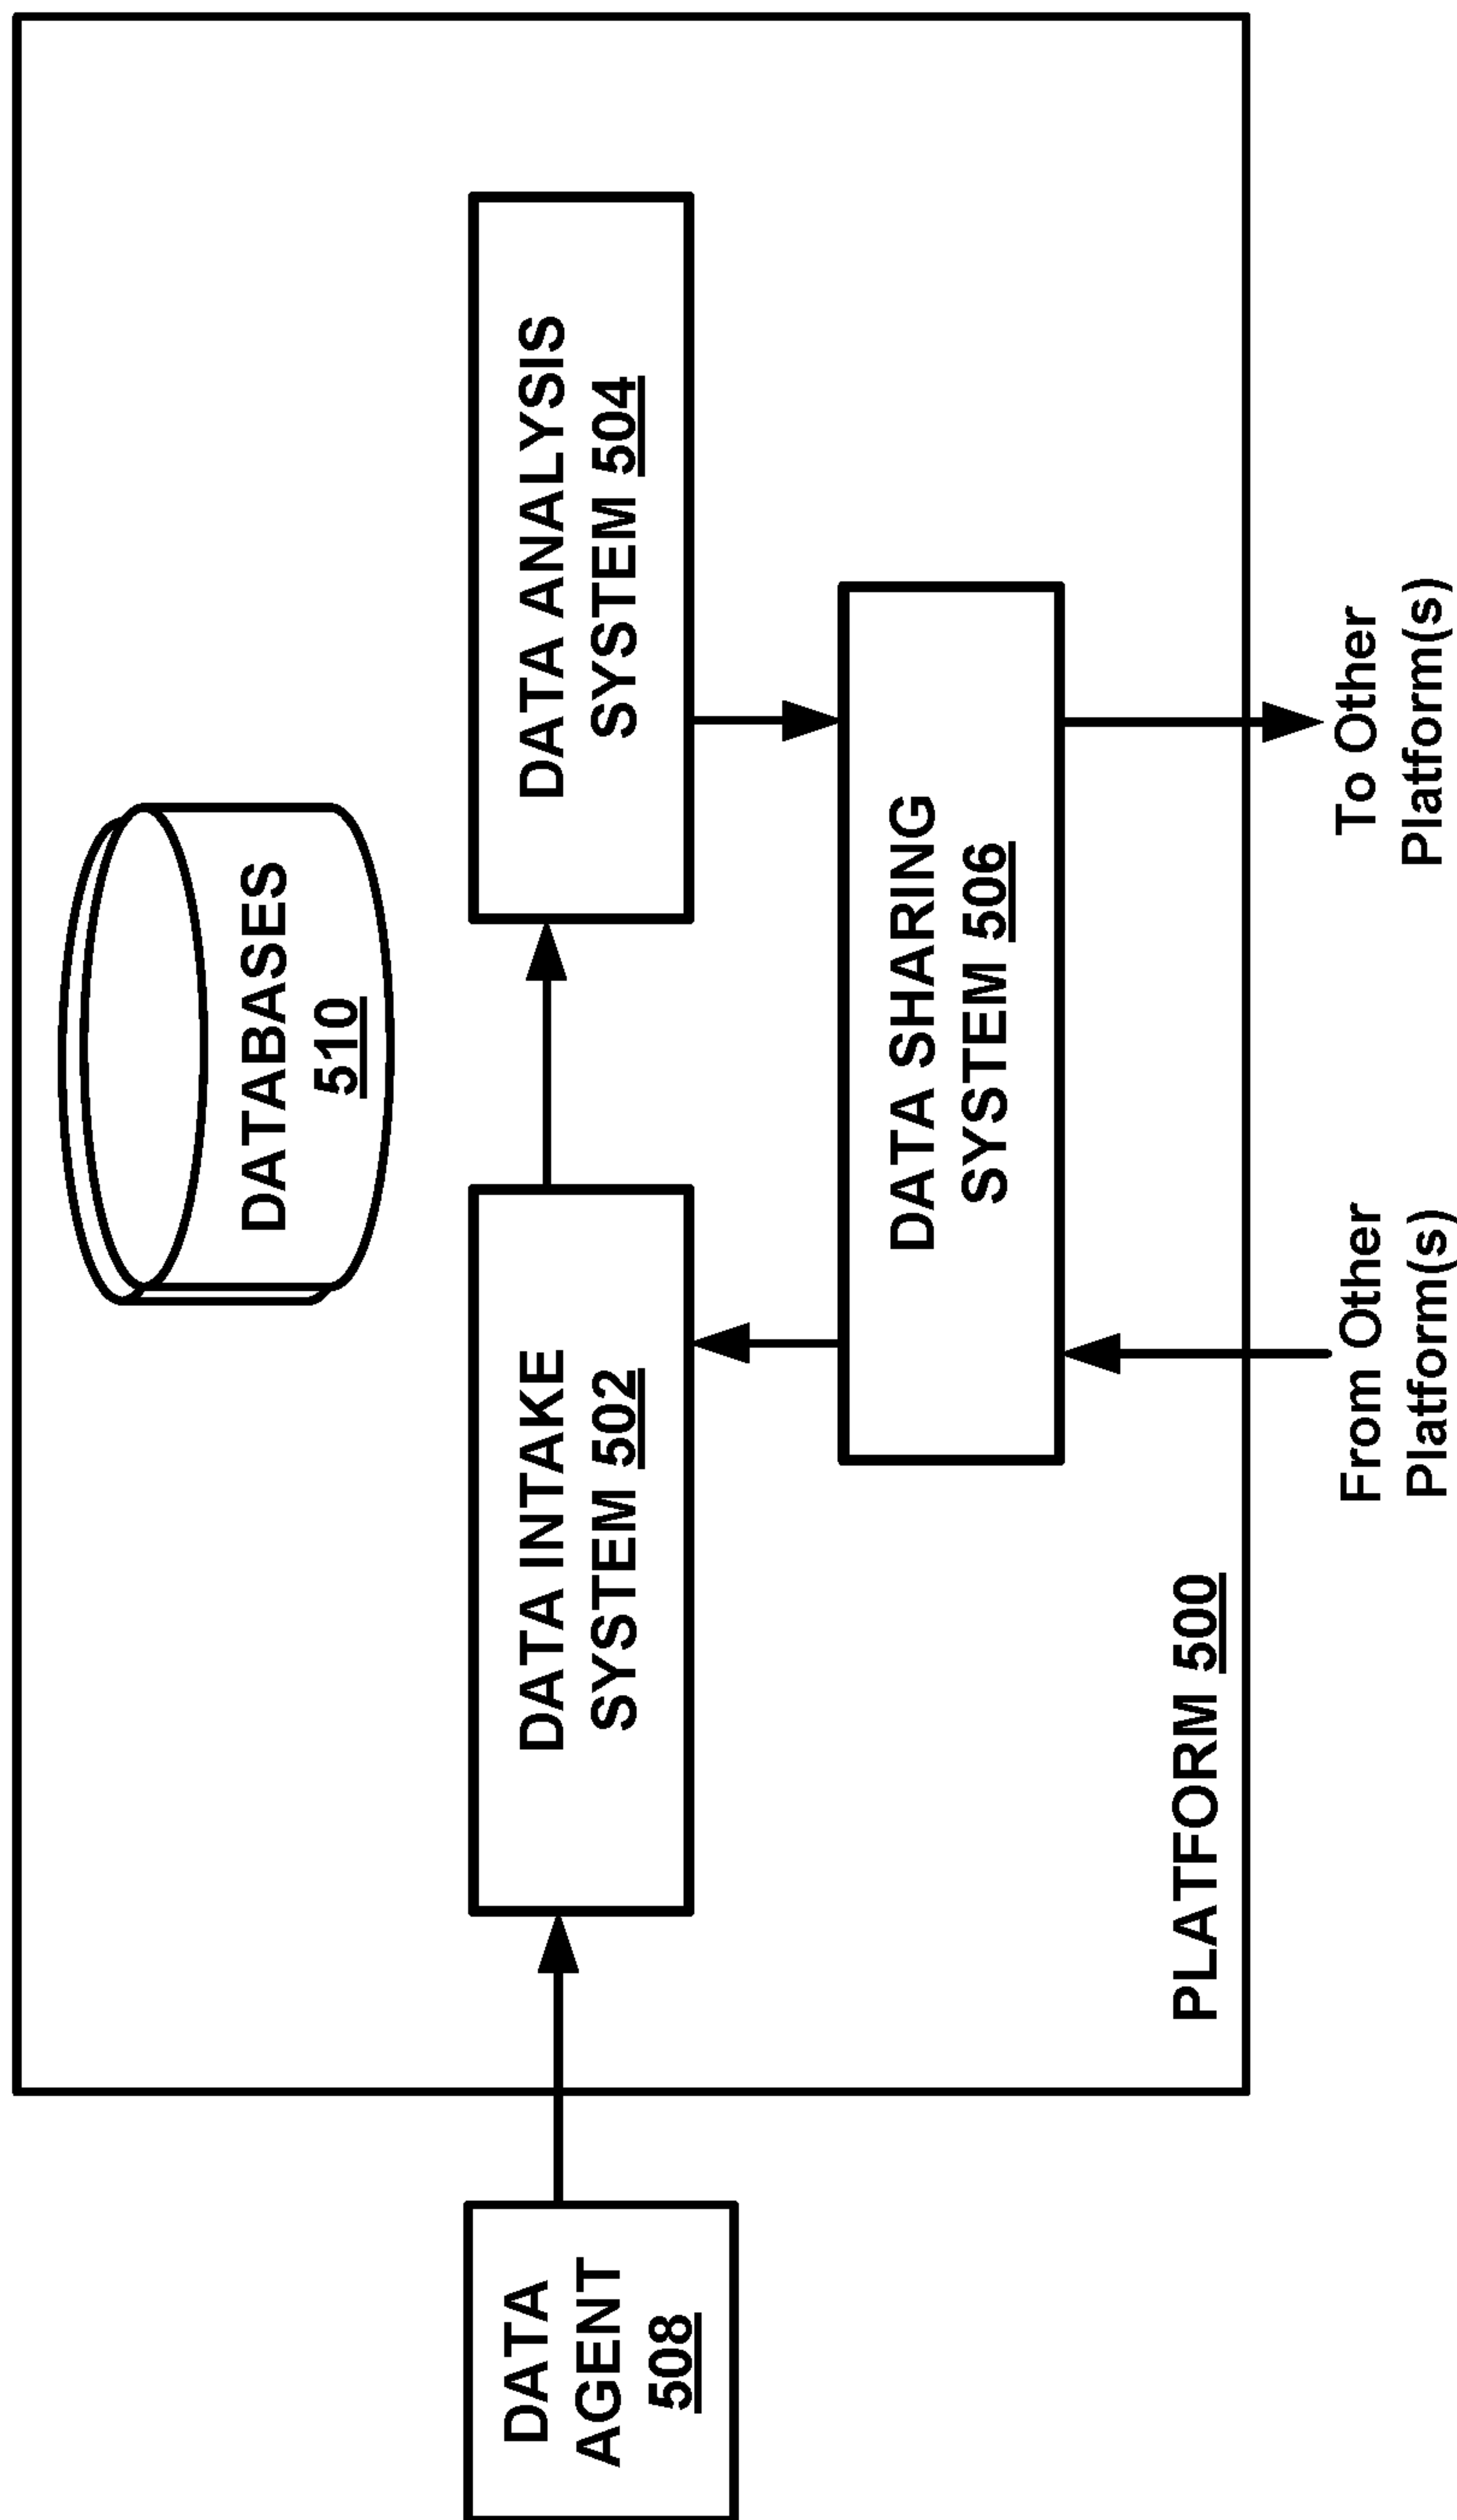 DATABASES
510
DATA
AGENT
508
DATA INTAKE
SYSTEM 502
DATA ANALYSIS
SYSTEM 504
DATA SHARING
SYSTEM 506
PLATFORM 500
From Other
Platform(s)
To Other
Platform(s)